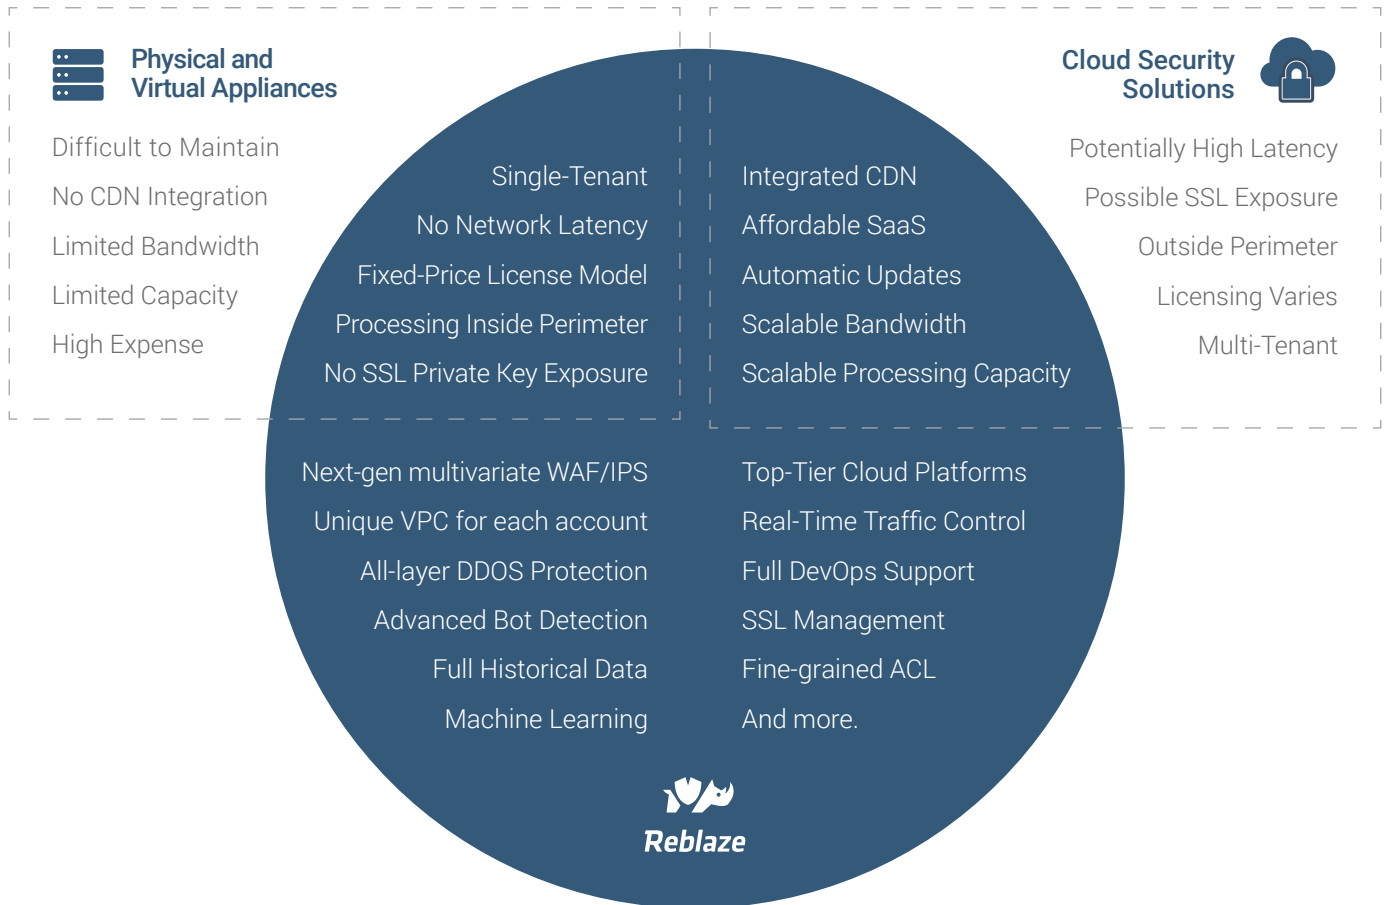 Physical and
Virtual Appliances
Difficult to Maintain
No CDN Integration
Limited Bandwidth
Limited Capacity
High Expense
Single-Tenant
No Network Latency
Fixed-Price License Model
Processing Inside Perimeter
No SSL Private Key Exposure
Integrated CDN
Affordable SaaS
Automatic Updates
Scalable Bandwidth
Scalable Processing Capacity
Cloud Security
Solutions
Potentially High Latency
Possible SSL Exposure
Outside Perimeter
Licensing Varies
Multi-Tenant
Next-gen multivariate WAF/IPS
Unique VPC for each account
All-layer DDOS Protection
Advanced Bot Detection
Full Historical Data
Machine Learning
Top-Tier Cloud Platforms
Real-Time Traffic Control
Full DevOps Support
SSL Management
Fine-grained ACL
And more.
Reblaze